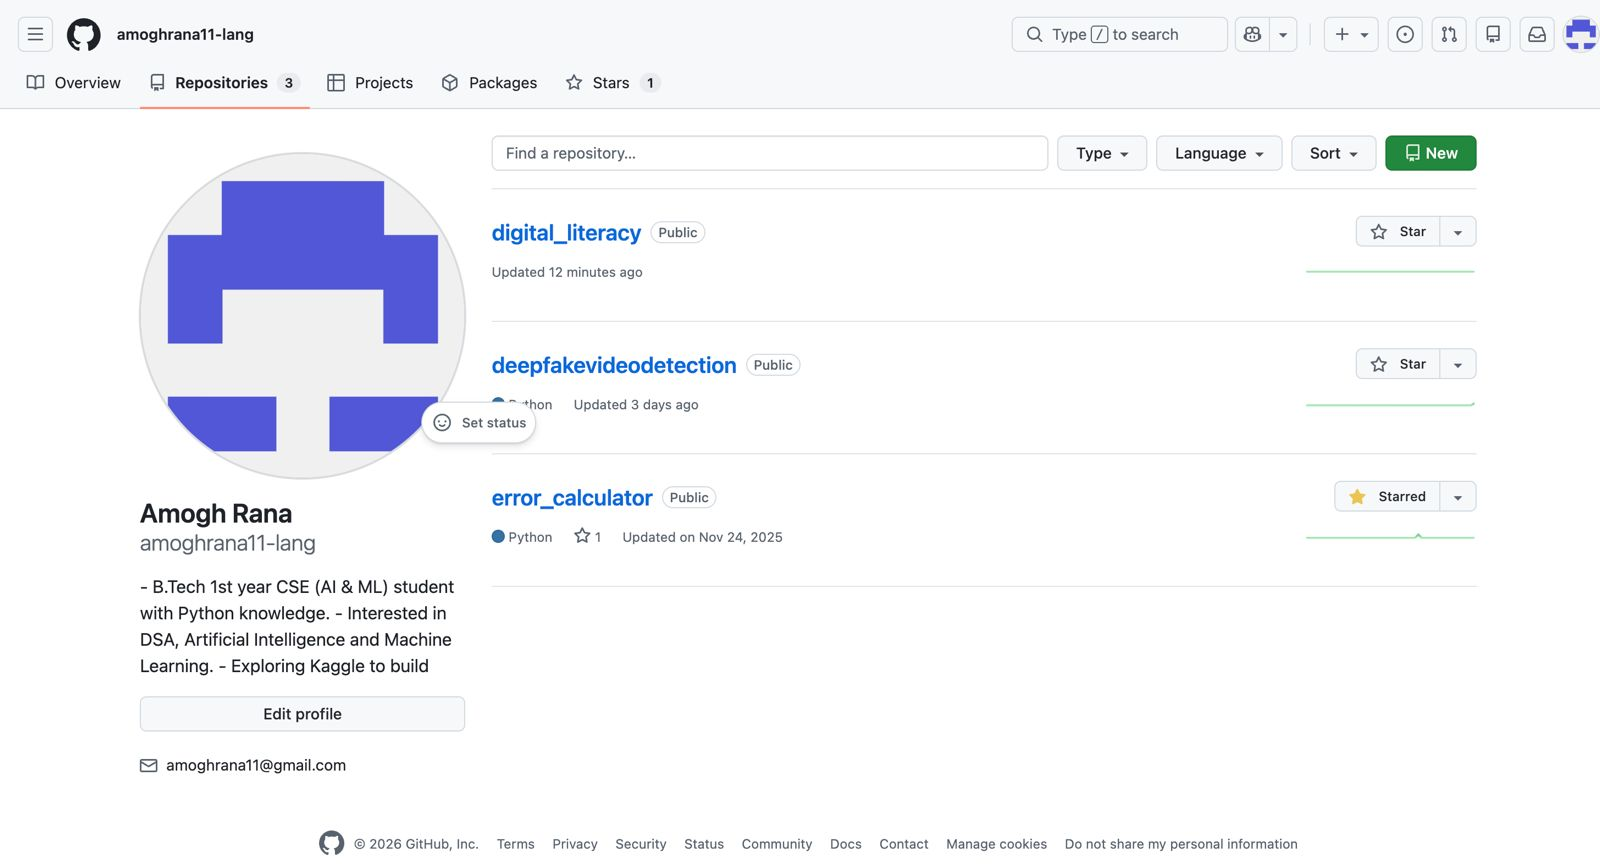 amoghrana11-lang
Type / to search
Overview
Repositories 3
Projects
Packages
Stars 1
Find a repository...
Type
Language
Sort
New
digital_literacy Public
Star
Updated 12 minutes ago
deepfakevideodetection Public
Star
Python Updated 3 days ago
Set status
error_calculator Public
Starred
Python 1 Updated on Nov 24, 2025
Amogh Rana
amoghrana11-lang
- B.Tech 1st year CSE (AI & ML) student
with Python knowledge. - Interested in
DSA, Artificial Intelligence and Machine
Learning. - Exploring Kaggle to build
Edit profile
amoghrana11@gmail.com
© 2026 GitHub, Inc. Terms Privacy Security Status Community Docs Contact Manage cookies Do not share my personal information